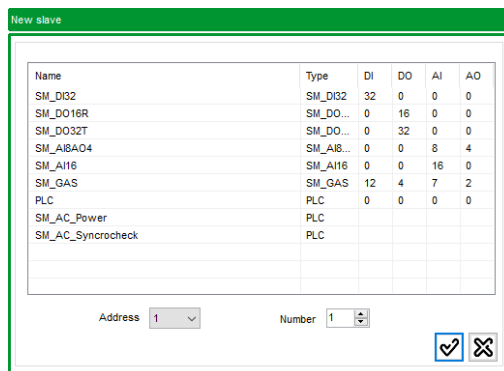 New slave
Name Type DI DO AI AO
SM_DI32 SM_DI32 32 0 0 0
SM_DO16R SM_DO... 0 16 0 0
SM_DO32T SM_DO... 0 32 0 0
SM_AI8AO4 SM_AI8... 0 0 8 4
SM_AI16 SM_AI16 0 0 16 0
SM_GAS SM_GAS 12 4 7 2
PLC PLC 0 0 0 0
SM_AC_Power PLC
SM_AC_Syncrocheck PLC
Address 1 Number 1